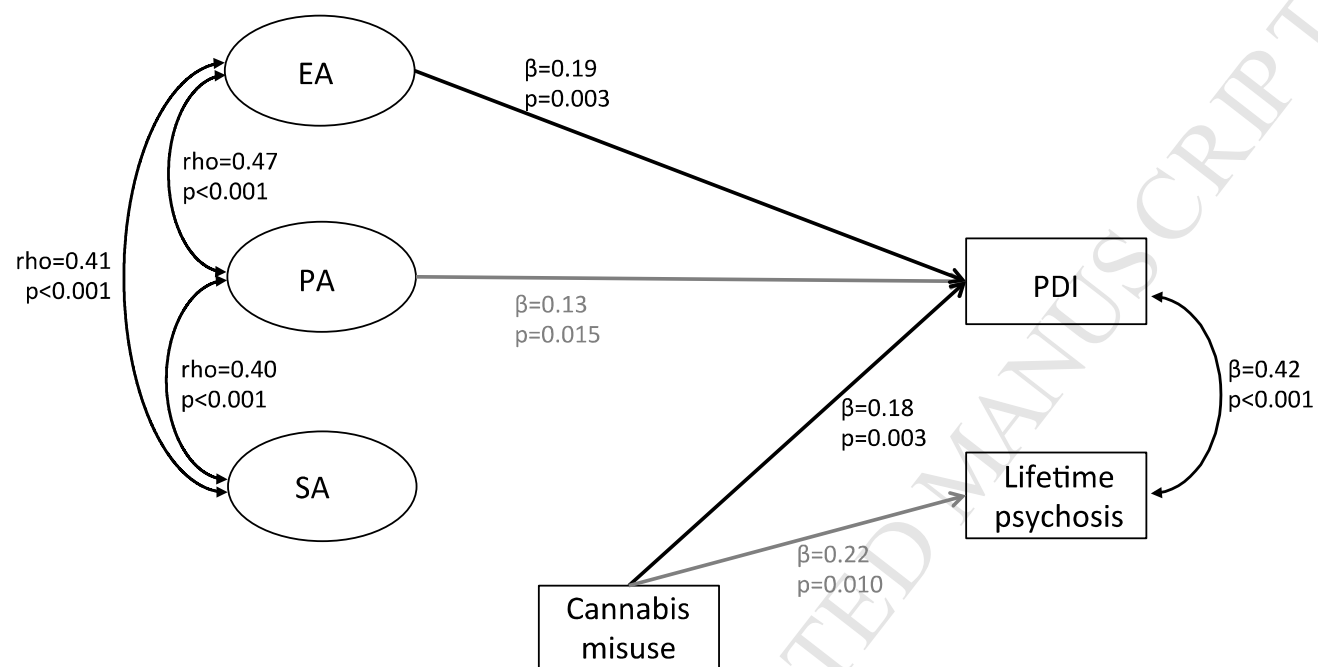 EA
β=0.19
p=0.003
rho=0.47
p<0.001
rho=0.41
p<0.001
PA
β=0.13
p=0.015
PDI
rho=0.40
p<0.001
β=0.42
p<0.001
β=0.18
p=0.003
SA
Lifetime
psychosis
β=0.22
p=0.010
Cannabis
misuse
TED MANUSCRIPT